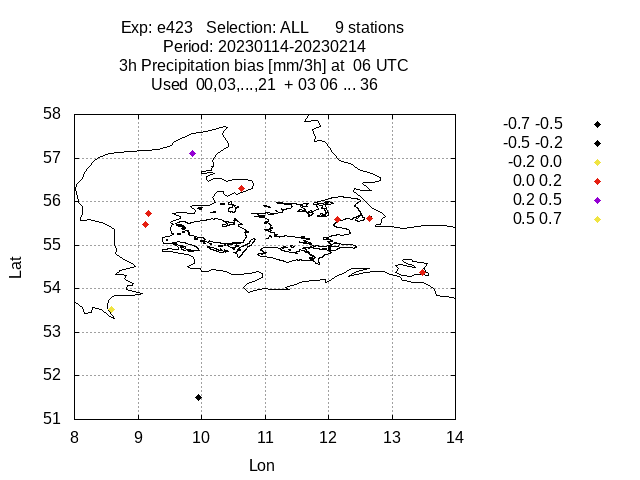 Exp: e423   Selection: ALL      9 stations
Period: 20230114-20230214
3h Precipitation bias [mm/3h] at  06 UTC
Used  00,03,...,21  + 03 06 ... 36
-0.7 -0.5
-0.5 -0.2
-0.2 0.0
0.0 0.2
0.2 0.5
0.5 0.7
58
57
56
55
54
53
52
51
Lat
8 9 10 11 12 13 14
Lon